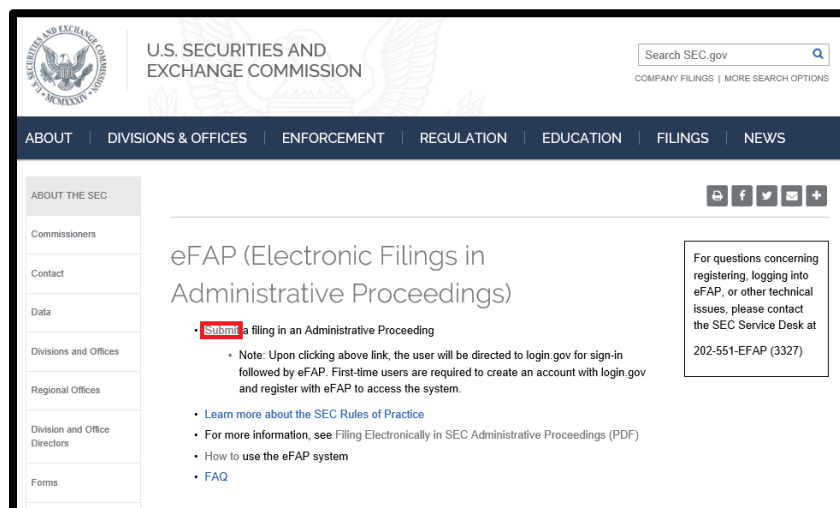 U.S. SECURITIES AND
EXCHANGE COMMISSION
Search SEC.gov
COMPANY FILINGS | MORE SEARCH OPTIONS
ABOUT | DIVISIONS & OFFICES | ENFORCEMENT | REGULATION | EDUCATION | FILINGS | NEWS
ABOUT THE SEC
Commissioners
Contact
Data
Divisions and Offices
Regional Offices
Division and Office
Directors
Forms
eFAP (Electronic Filings in
Administrative Proceedings)
• Submit a filing in an Administrative Proceeding
◦ Note: Upon clicking above link, the user will be directed to login.gov for sign-in
followed by eFAP. First-time users are required to create an account with login.gov
and register with eFAP to access the system.
• Learn more about the SEC Rules of Practice
• For more information, see Filing Electronically in SEC Administrative Proceedings (PDF)
• How to use the eFAP system
• FAQ
For questions concerning
registering, logging into
eFAP, or other technical
issues, please contact
the SEC Service Desk at
202-551-EFAP (3327)